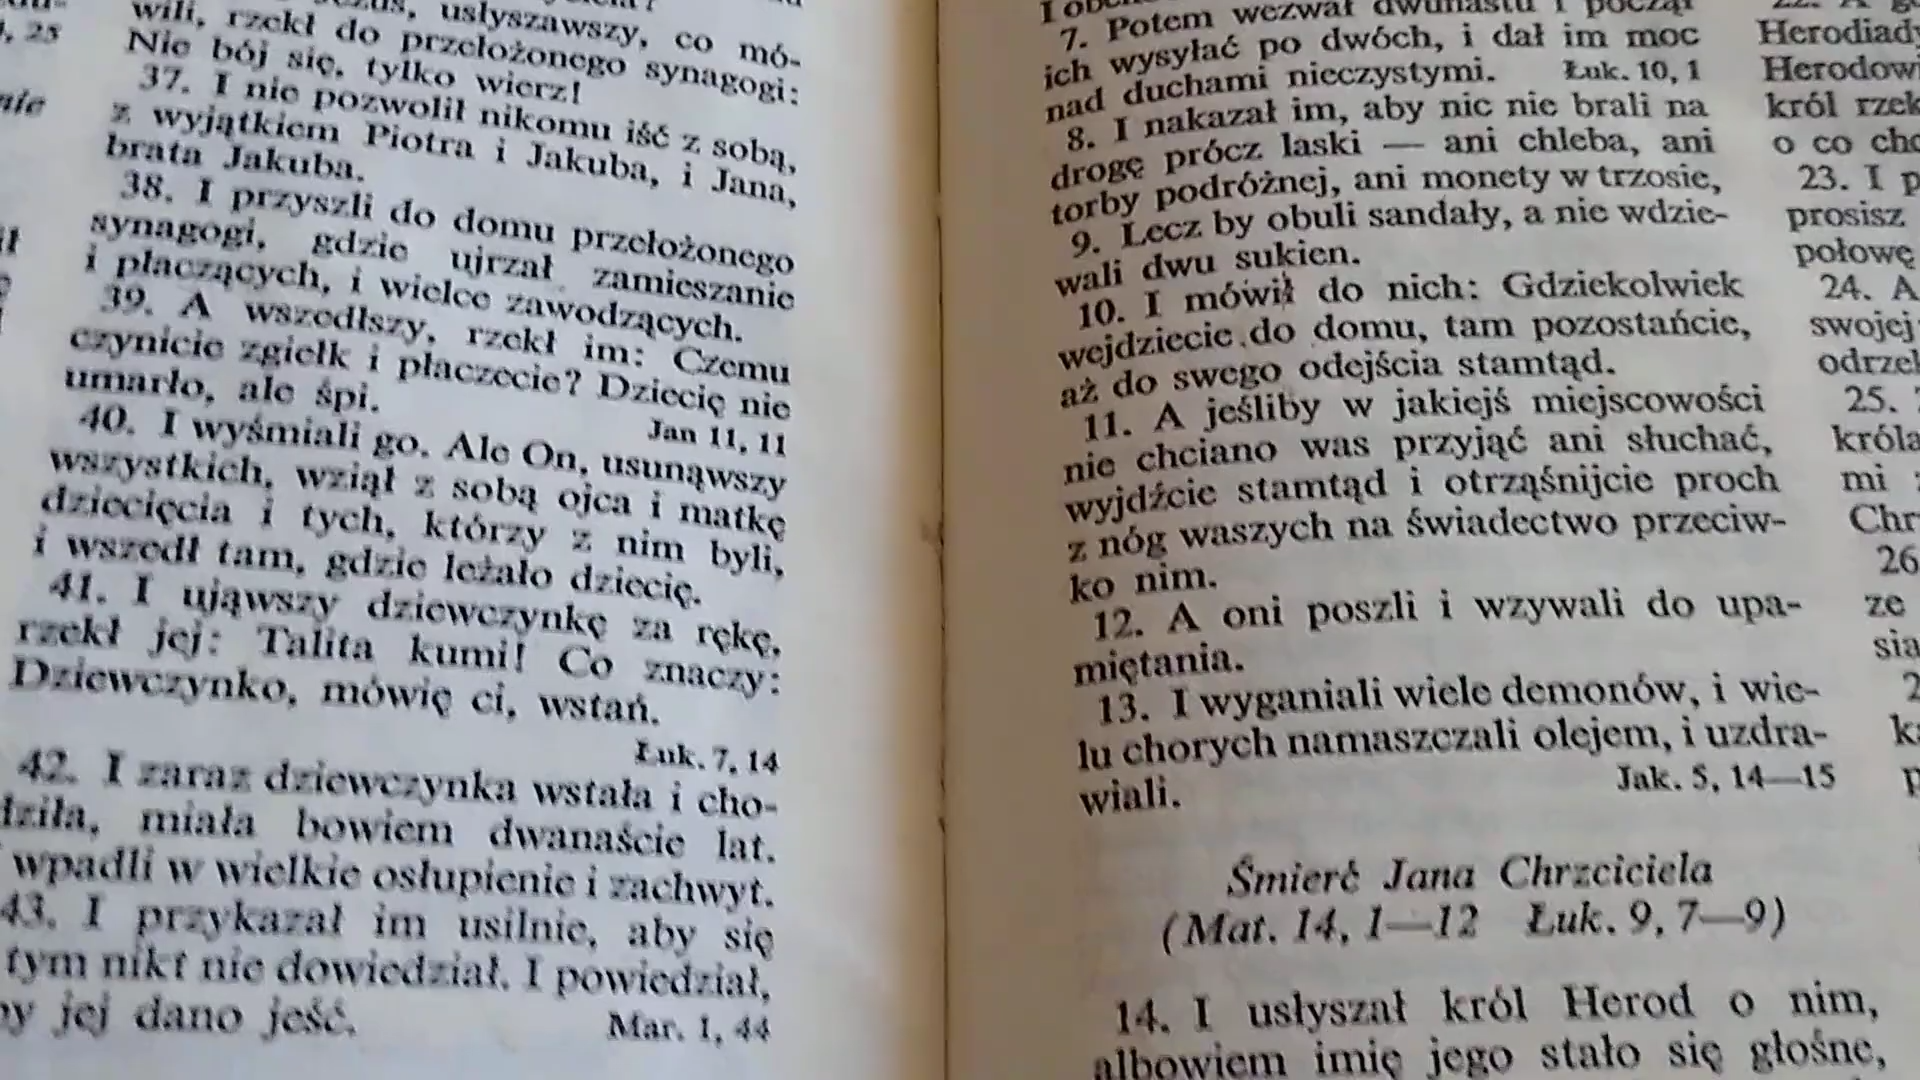 usłyszawszy, co mó-
wili, rzekł do przełożonego synagogi:
Nie bój się, tylko wierz!
37. I nie pozwolił nikomu iść z sobą,
z wyjątkiem Piotra i Jakuba, i Jana,
brata Jakuba.
38. I przyszli do domu przełożonego
synagogi, gdzie ujrzał zamieszanie
i płaczących, i wielce zawodzących.
39. A wszedłszy, rzekł im: Czemu
czynicie zgiełk i płaczecie? Dziecię nie
umarło, ale śpi.
Jan 11, 11
40. I wyśmiali go. Ale On, usunąwszy
wszystkich, wziął z sobą ojca i matkę
dziecięcia i tych, którzy z nim byli,
i wszedł tam, gdzie leżało dziecię.
41. I ująwszy dziewczynkę za rękę,
rzekł jej: Talita kumi! Co znaczy:
Dziewczynko, mówię ci, wstań.
Łuk. 7, 14
42. I zaraz dziewczynka wstała i cho-
dziła, miała bowiem dwanaście lat.
wpadli w wielkie osłupienie i zachwyt.
43. I przykazał im usilnie, aby się
tym nikt nie dowiedział. I powiedział,
by jej dano jeść.
Mar. 1, 44
7. Potem wezwał dwunastu i począł
ich wysyłać po dwóch, i dał im moc
nad duchami nieczystymi. Łuk. 10, 1
8. I nakazał im, aby nic nie brali na
drogę prócz laski — ani chleba, ani
torby podróżnej, ani monety w trzosie,
9. Lecz by obuli sandały, a nie wdzie-
wali dwu sukien.
10. I mówił do nich: Gdziekolwiek
wejdziecie do domu, tam pozostańcie,
aż do swego odejścia stamtąd.
11. A jeśliby w jakiejś miejscowości
nie chciano was przyjąć ani słuchać,
wyjdźcie stamtąd i otrząśnijcie proch
z nóg waszych na świadectwo przeciw-
ko nim.
12. A oni poszli i wzywali do upa-
miętania.
13. I wyganiali wiele demonów, i wie-
lu chorych namaszczali olejem, i uzdra-
wiali.
Jak. 5, 14—15
Śmierć Jana Chrzciciela
(Mat. 14, 1—12 Łuk. 9, 7—9)
14. I usłyszał król Herod o nim,
albowiem imię jego stało się głośne,
Herodiady
król
o co
23. I
prosisz
połowę
24. A
swojej
25.
króla
mi
26
ze